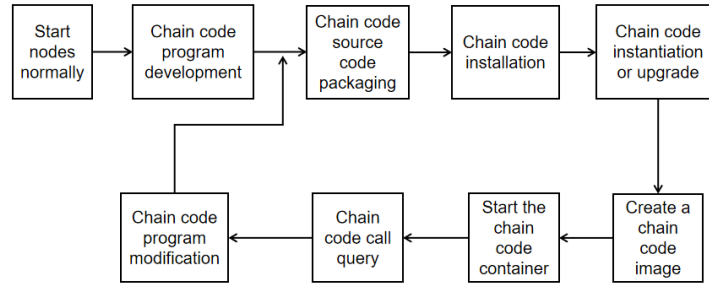 Start
nodes
normally
Chain code
program
development
Chain code
source
code
packaging
Chain code
installation
Chain code
instantiation
or upgrade
Chain code
program
modification
Chain
code call
query
Start the
chain
code
container
Create a
chain
code
image